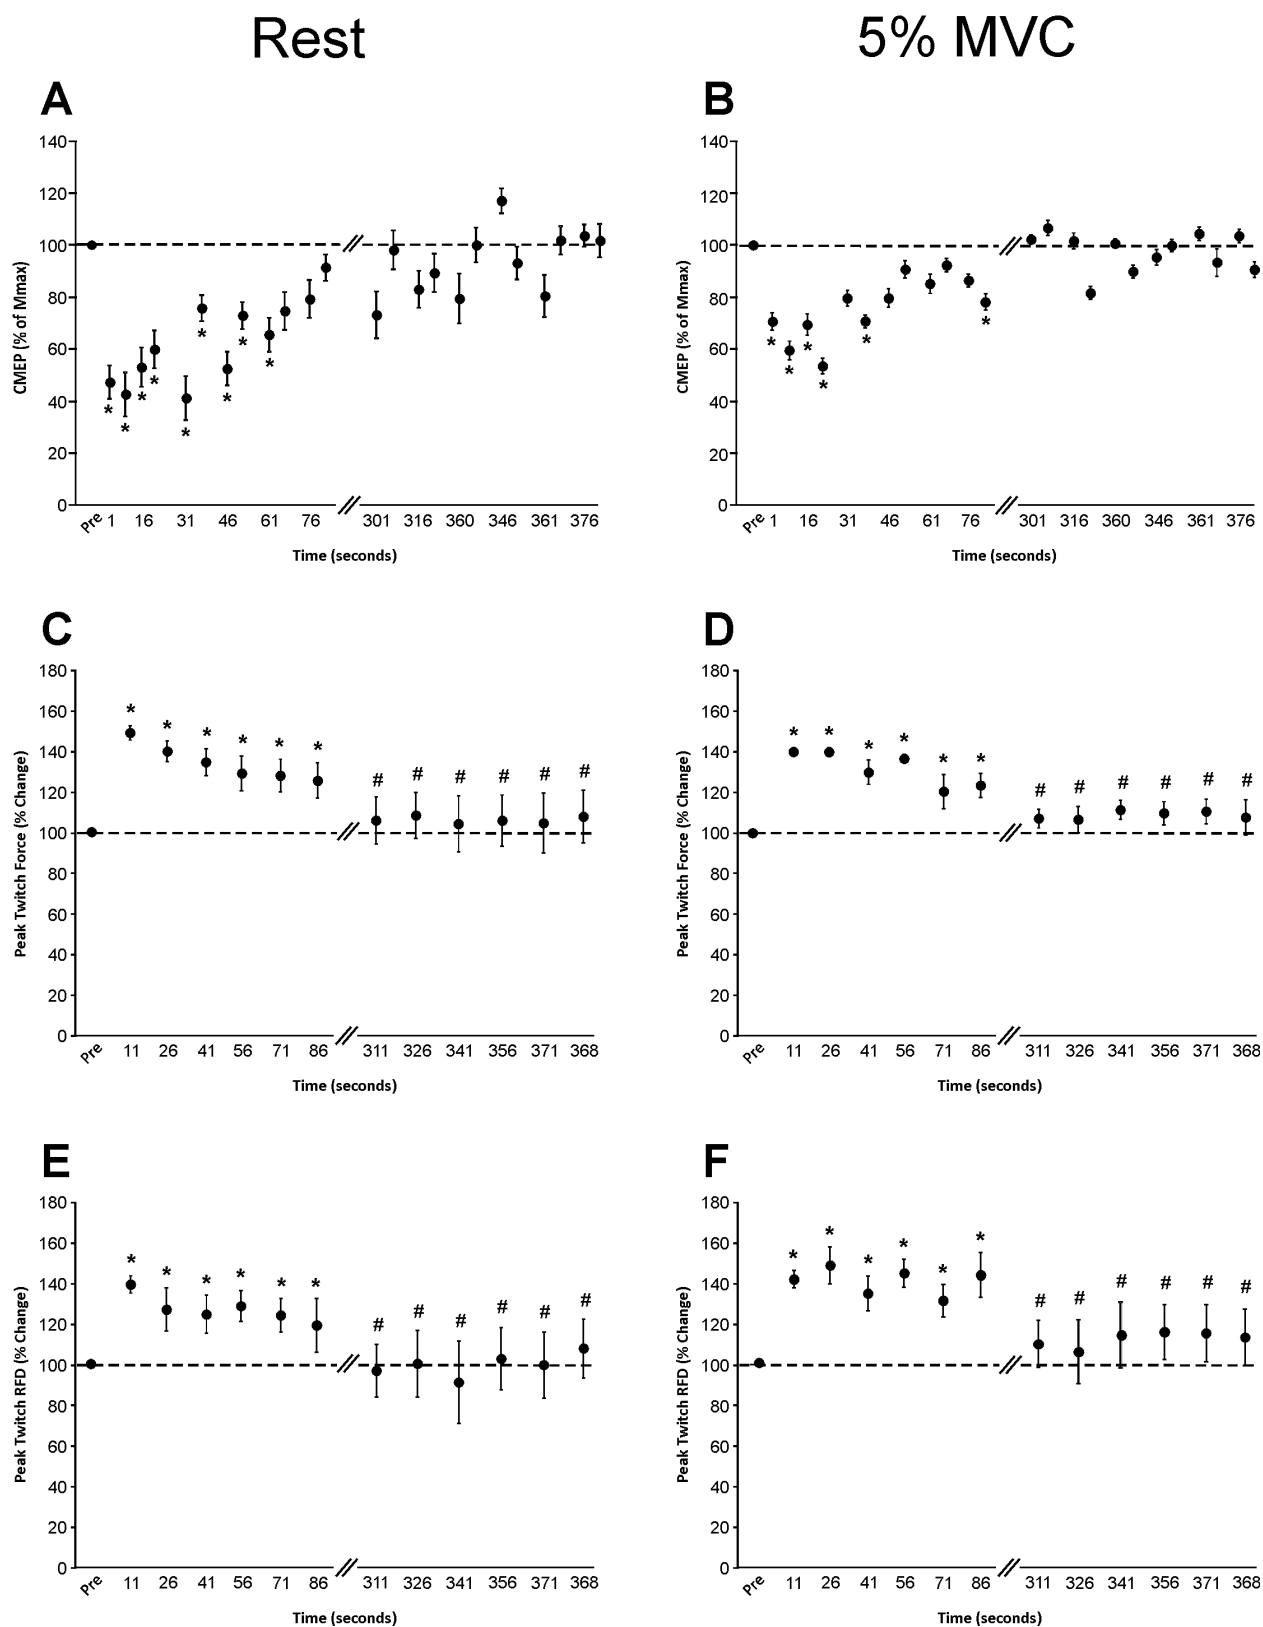 Rest 5% MVC
A
140
120
100
80
60
40
20
0
CMEP (% of Mmax)
* * * * * * * * *
Pre 1 16 31 46 61 76 301 316 360 346 361 376
Time (seconds)
B
140
120
100
80
60
40
20
0
CMEP (% of Mmax)
* * * * * *
Pre 1 16 31 46 61 76 301 316 360 346 361 376
Time (seconds)
C
180
160
140
120
100
80
60
40
20
0
Peak Twitch Force (% Change)
* * * * * * # # # # # #
Pre 11 26 41 56 71 86 311 326 341 356 371 368
Time (seconds)
D
180
160
140
120
100
80
60
40
20
0
Peak Twitch Force (% Change)
* * * * * * # # # # # #
Pre 11 26 41 56 71 86 311 326 341 356 371 368
Time (seconds)
E
180
160
140
120
100
80
60
40
20
0
Peak Twitch RFD (% Change)
* * * * * * # # # # # #
Pre 11 26 41 56 71 86 311 326 341 356 371 368
Time (seconds)
F
180
160
140
120
100
80
60
40
20
0
Peak Twitch RFD (% Change)
* * * * * * # # # # # #
Pre 11 26 41 56 71 86 311 326 341 356 371 368
Time (seconds)